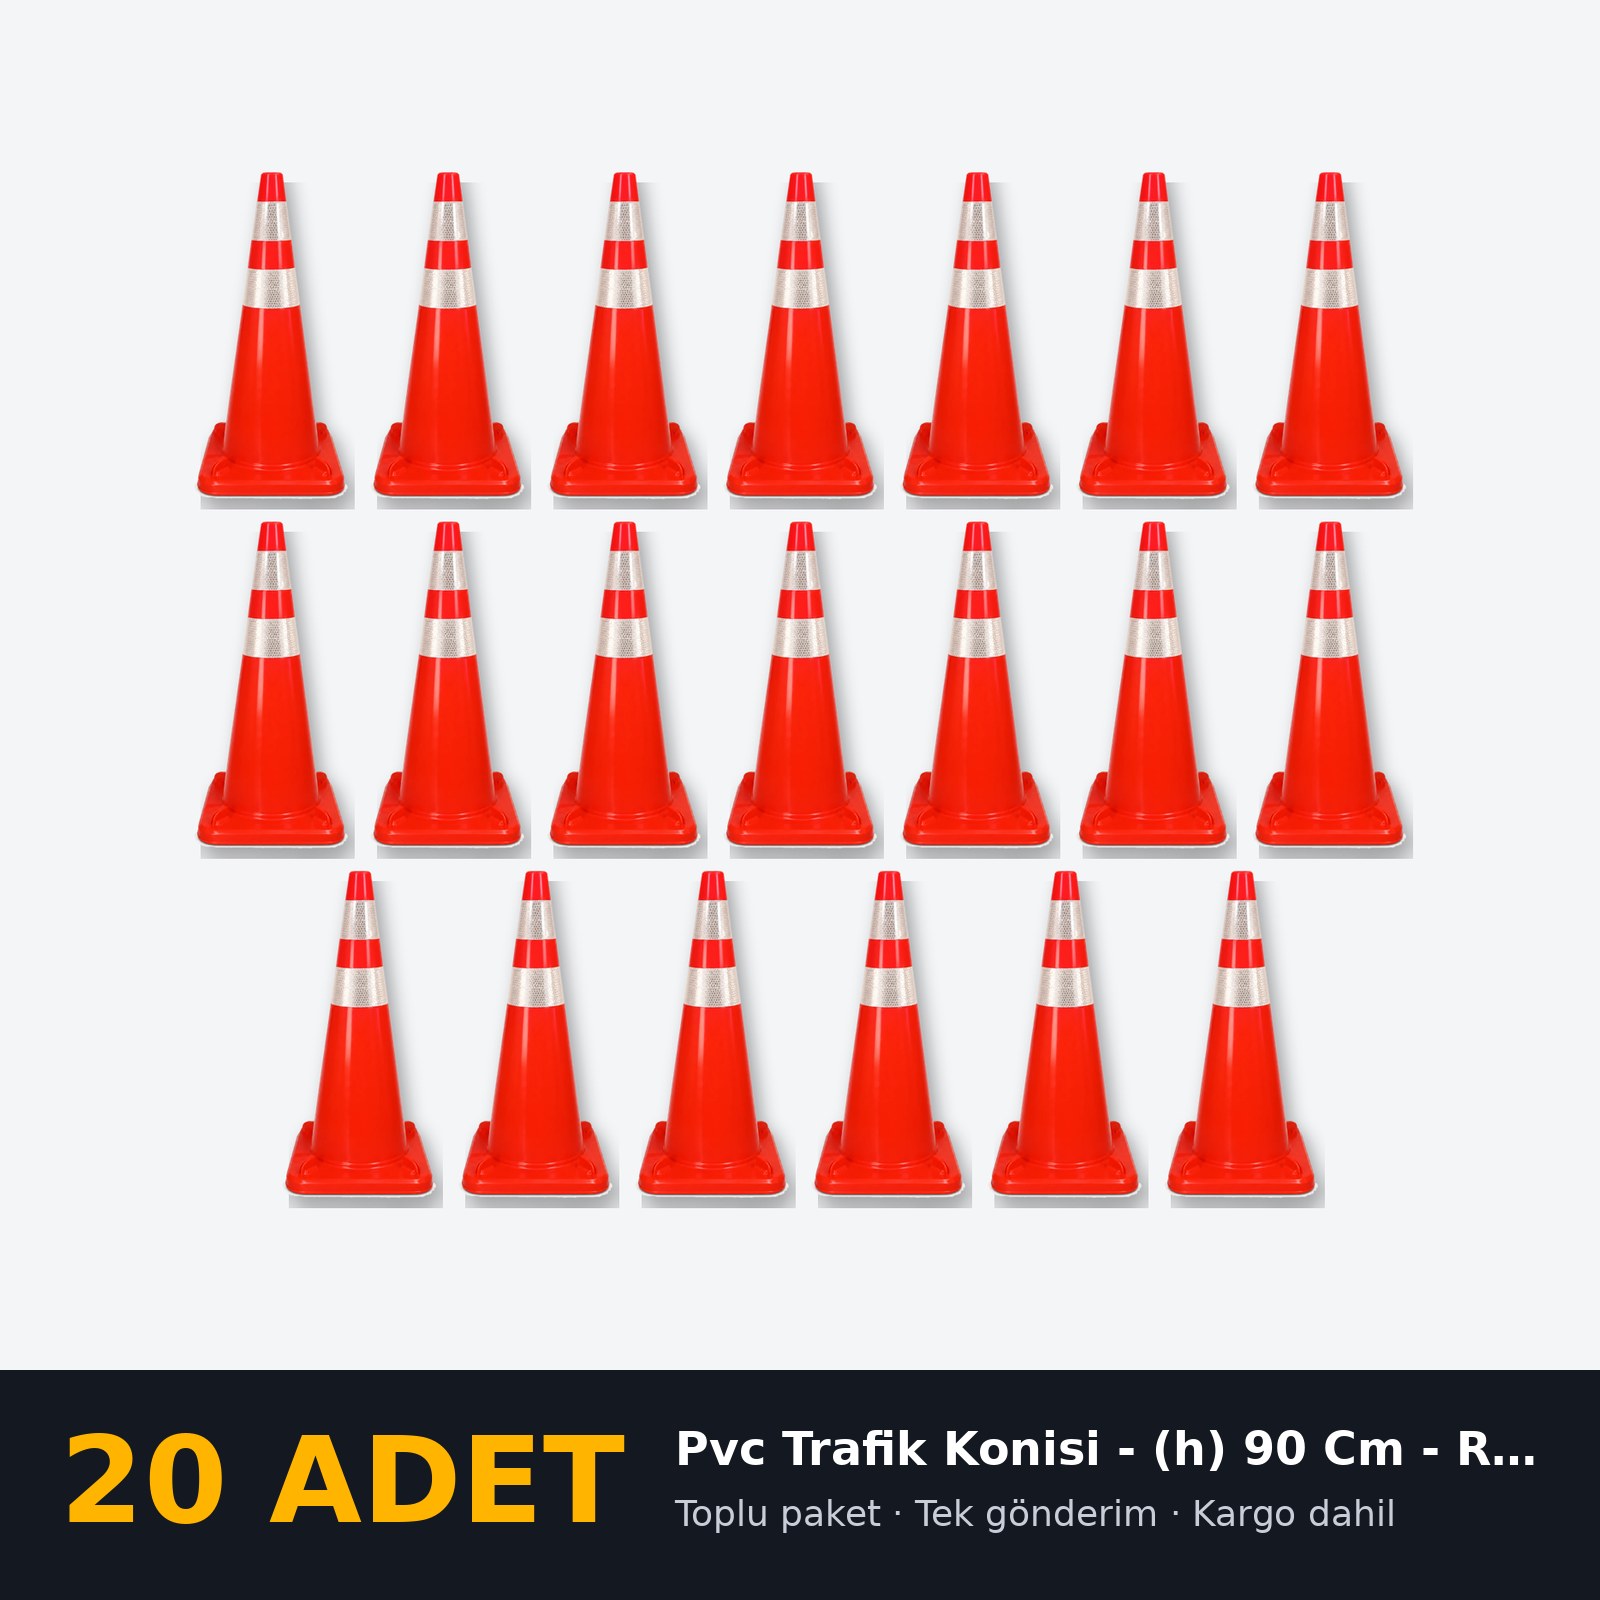 20 ADET
Pvc Trafik Konisi - (h) 90 Cm - R...
Toplu paket · Tek gönderim · Kargo dahil